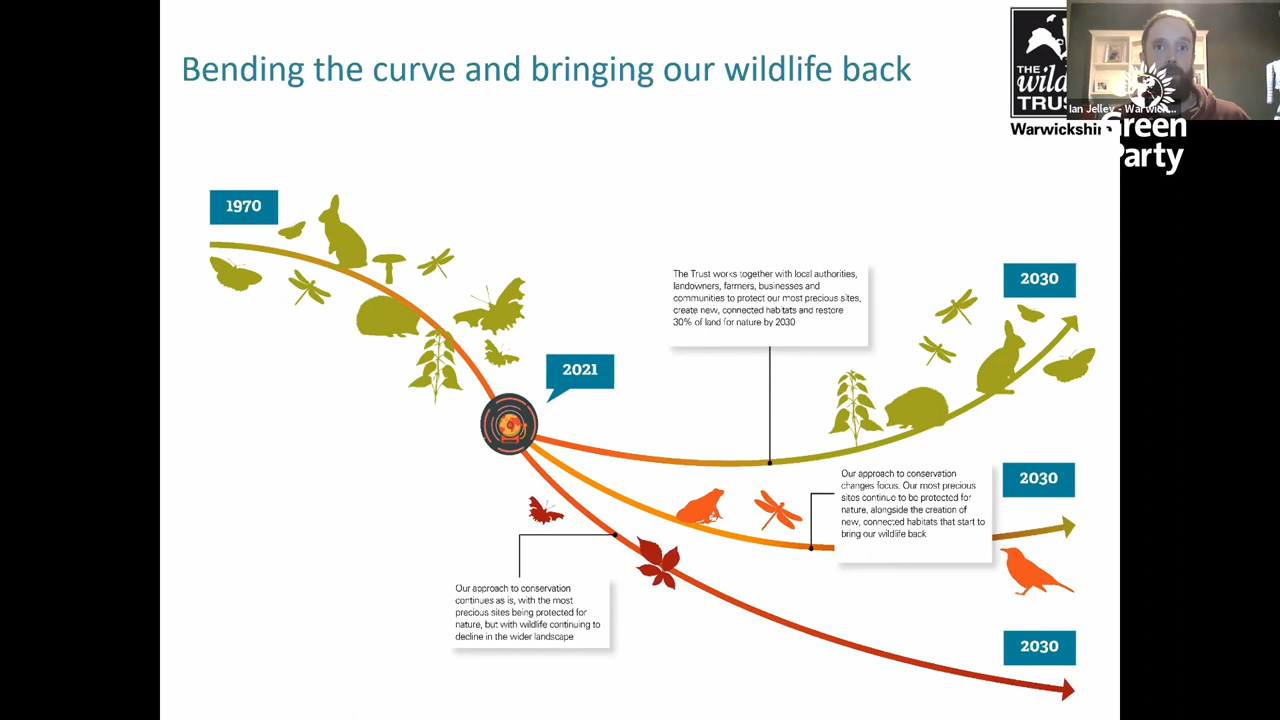 Bending the curve and bringing our wildlife back
THE
wild
TRUS
Warwickshir
Ian Jelley - Warwick...
Green
Party
1970
2021
The Trust works together with local authorities,
landowners, farmers, businesses and
communities to protect our most precious sites,
create new, connected habitats and restore
30% of land for nature by 2030
2030
Our approach to conservation
changes focus. Our most precious
sites continue to be protected for
nature, alongside the creation of
new, connected habitats that start to
bring our wildlife back
2030
Our approach to conservation
continues as is, with the most
precious sites being protected for
nature, but with wildlife continuing to
decline in the wider landscape
2030